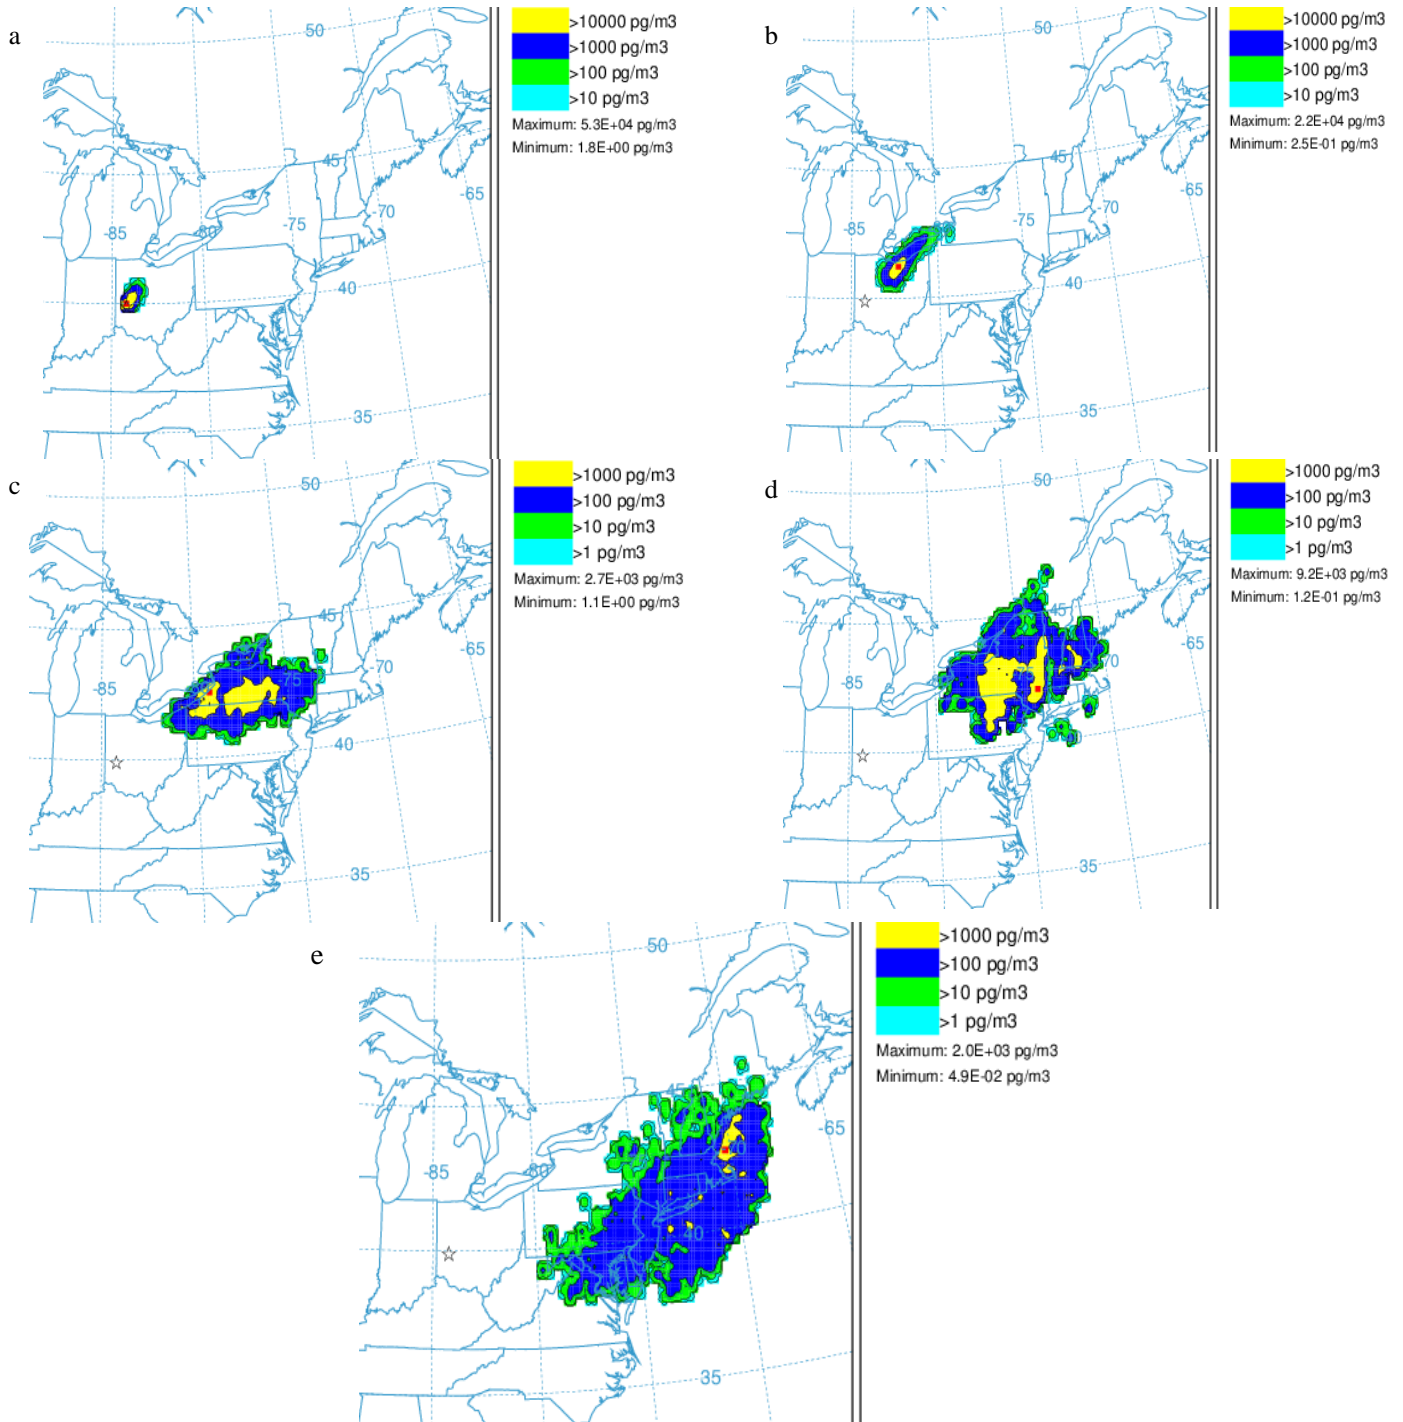 a
50
45
-65
-70
-75
-80
-85
40
35
>10000 pg/m3
>1000 pg/m3
>100 pg/m3
>10 pg/m3
Maximum: 5.3E+04 pg/m3
Minimum: 1.8E+00 pg/m3
b
50
45
-65
-70
-75
-85
40
35
>10000 pg/m3
>1000 pg/m3
>100 pg/m3
>10 pg/m3
Maximum: 2.2E+04 pg/m3
Minimum: 2.5E-01 pg/m3
c
50
45
-65
-70
-75
-85
40
35
>1000 pg/m3
>100 pg/m3
>10 pg/m3
>1 pg/m3
Maximum: 2.7E+03 pg/m3
Minimum: 1.1E+00 pg/m3
d
50
45
-65
70
-85
40
35
>1000 pg/m3
>100 pg/m3
>10 pg/m3
>1 pg/m3
Maximum: 9.2E+03 pg/m3
Minimum: 1.2E-01 pg/m3
e
50
45
-65
70
-80
-85
40
35
>1000 pg/m3
>100 pg/m3
>10 pg/m3
>1 pg/m3
Maximum: 2.0E+03 pg/m3
Minimum: 4.9E-02 pg/m3